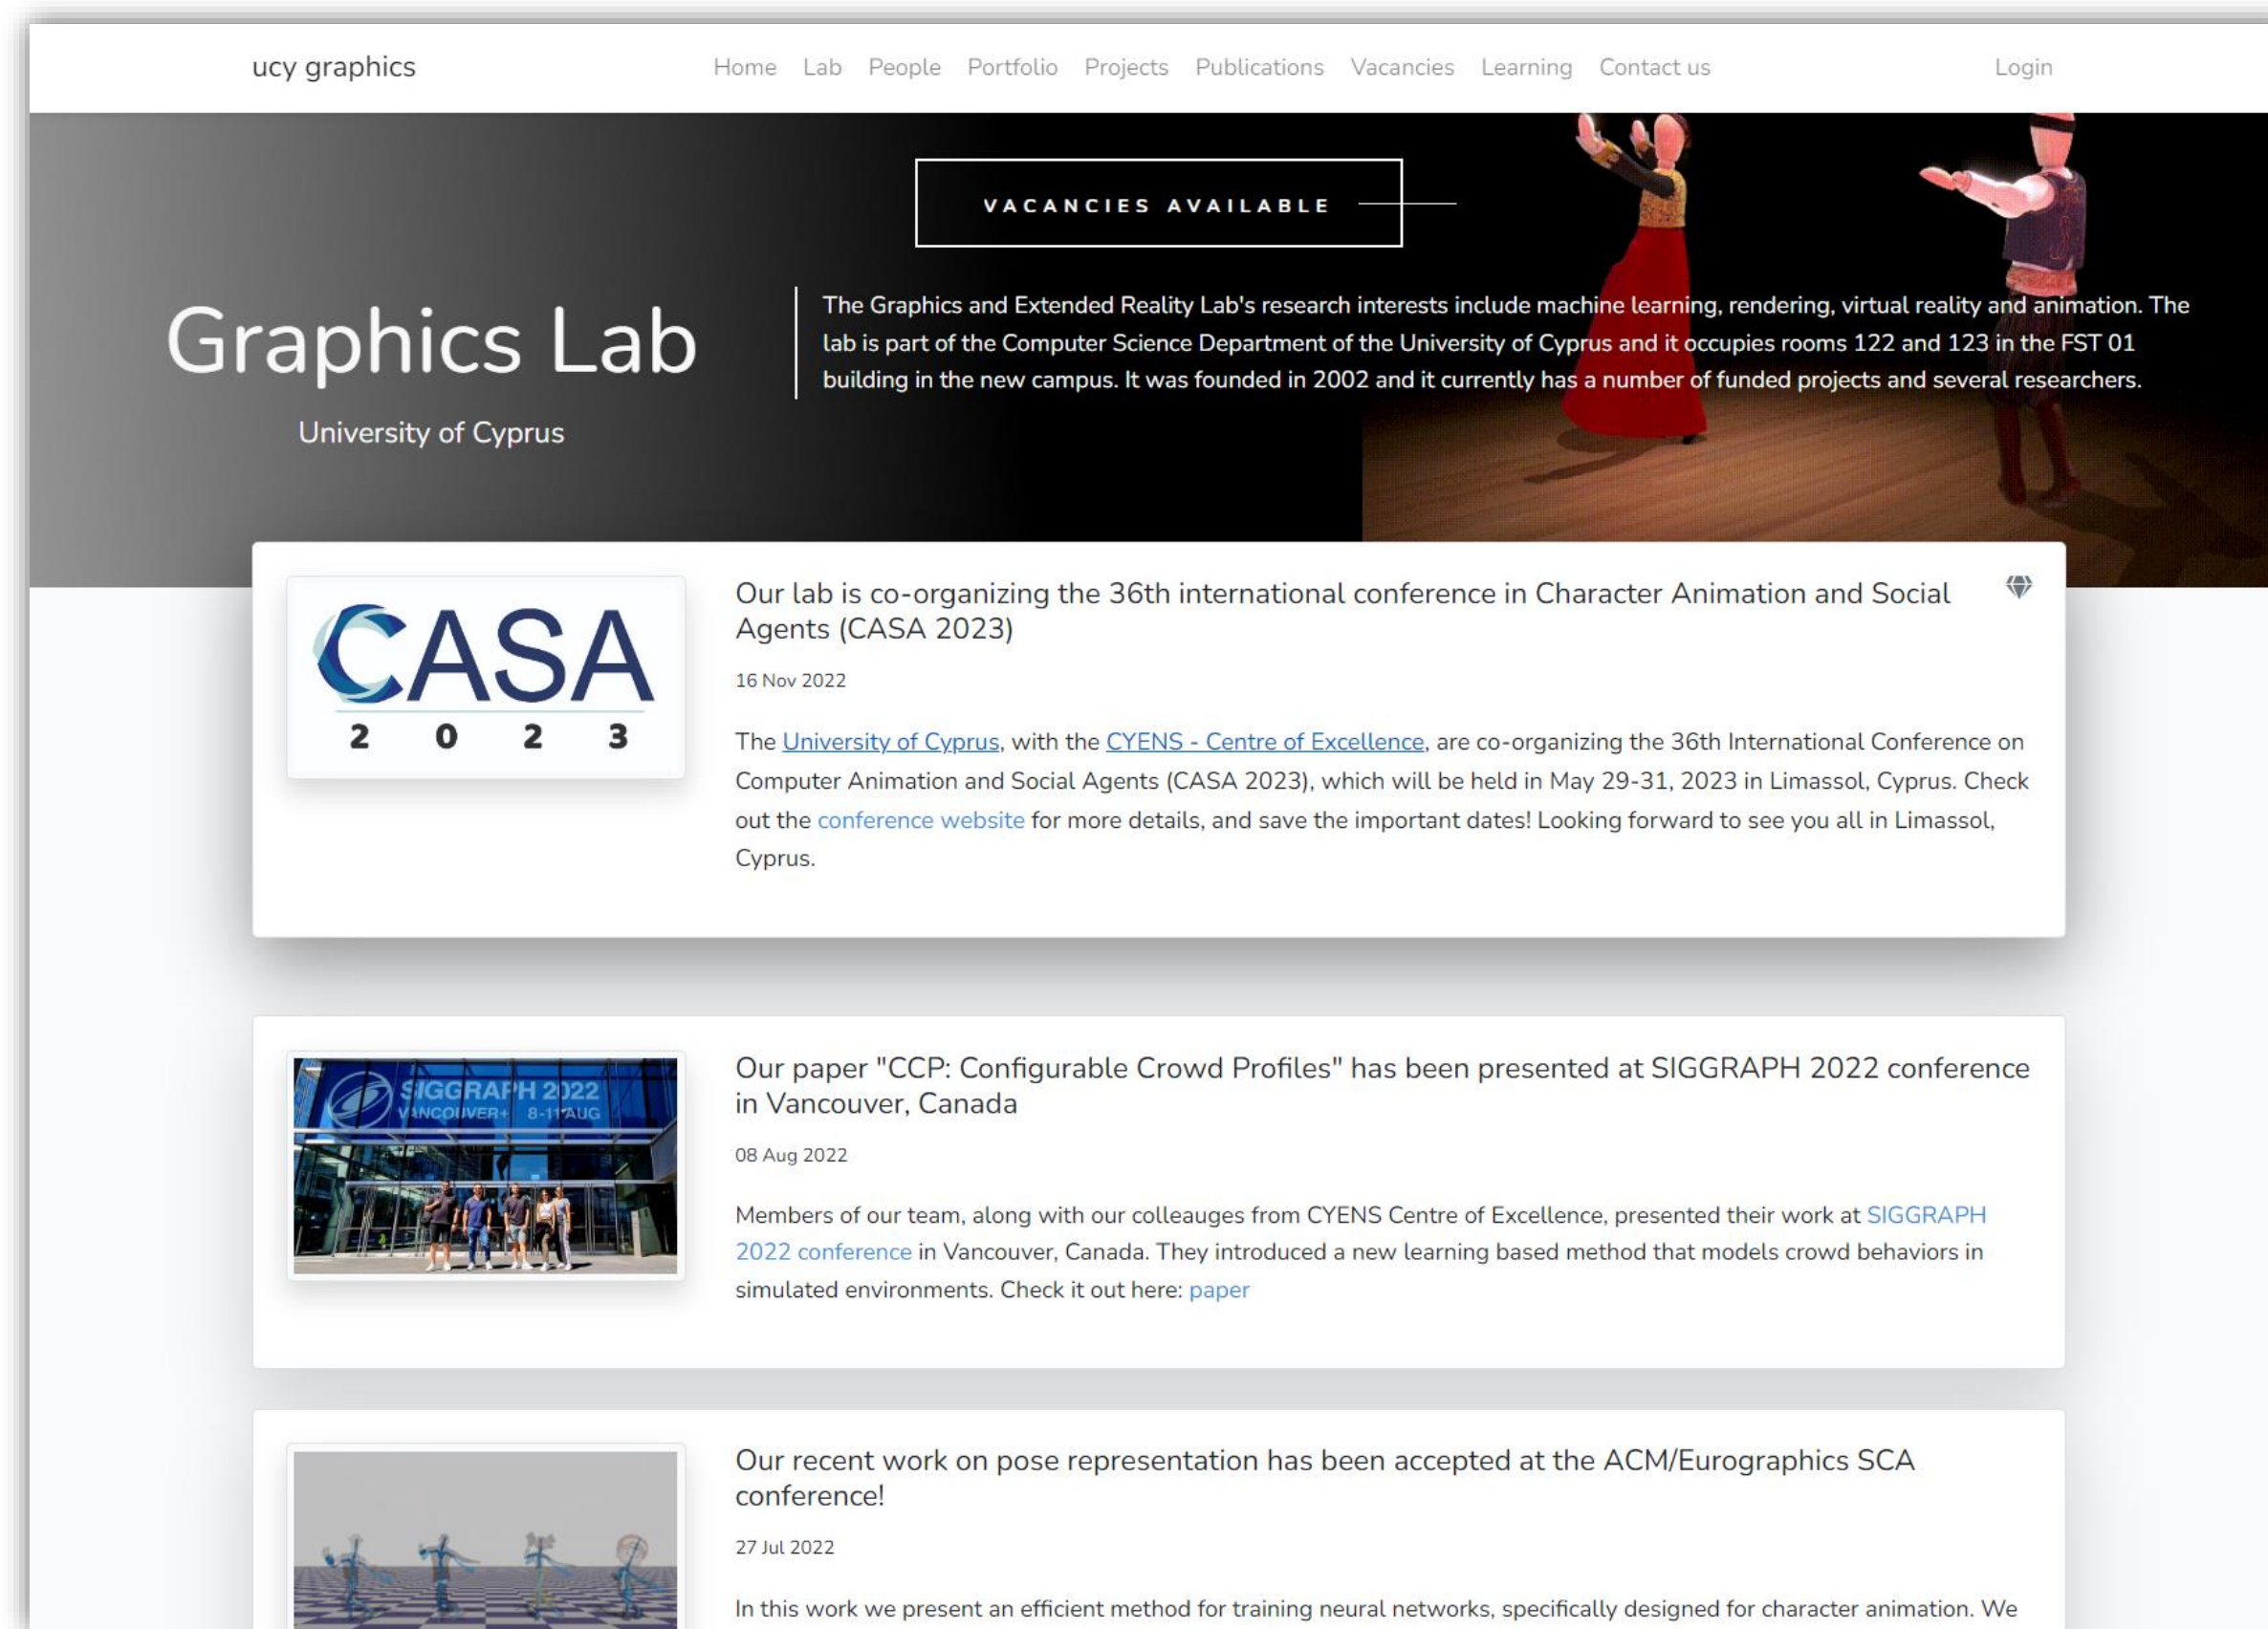 ucy graphics
Home Lab People Portfolio Projects Publications Vacancies Learning Contact us
Login
VACANCIES AVAILABLE
Graphics Lab
University of Cyprus
The Graphics and Extended Reality Lab's research interests include machine learning, rendering, virtual reality and animation. The
lab is part of the Computer Science Department of the University of Cyprus and it occupies rooms 122 and 123 in the FST 01
building in the new campus. It was founded in 2002 and it currently has a number of funded projects and several researchers.
CASA
2 0 2 3
Our lab is co-organizing the 36th international conference in Character Animation and Social
Agents (CASA 2023)
16 Nov 2022
The University of Cyprus, with the CYENS - Centre of Excellence, are co-organizing the 36th International Conference on
Computer Animation and Social Agents (CASA 2023), which will be held in May 29-31, 2023 in Limassol, Cyprus. Check
out the conference website for more details, and save the important dates! Looking forward to see you all in Limassol,
Cyprus.
SIGGRAPH 2022
VANCOUVER+ 8-11 AUG
Our paper "CCP: Configurable Crowd Profiles" has been presented at SIGGRAPH 2022 conference
in Vancouver, Canada
08 Aug 2022
Members of our team, along with our colleauges from CYENS Centre of Excellence, presented their work at SIGGRAPH
2022 conference in Vancouver, Canada. They introduced a new learning based method that models crowd behaviors in
simulated environments. Check it out here: paper
Our recent work on pose representation has been accepted at the ACM/Eurographics SCA
conference!
27 Jul 2022
In this work we present an efficient method for training neural networks, specifically designed for character animation. We